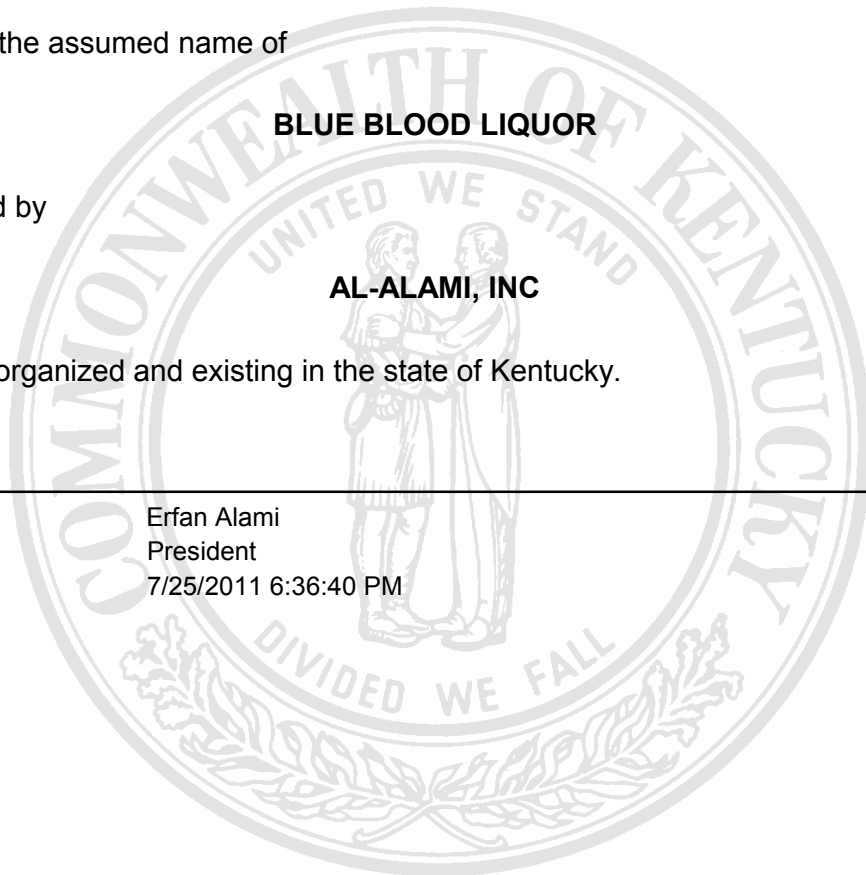 the assumed name of
BLUE BLOOD LIQUOR
d by
AL-ALAMI, INC
organized and existing in the state of Kentucky.
Erfan Alami
President
7/25/2011 6:36:40 PM
COMMONWEALTH OF KENTUCKY
UNITED WE STAND
DIVIDED WE FALL